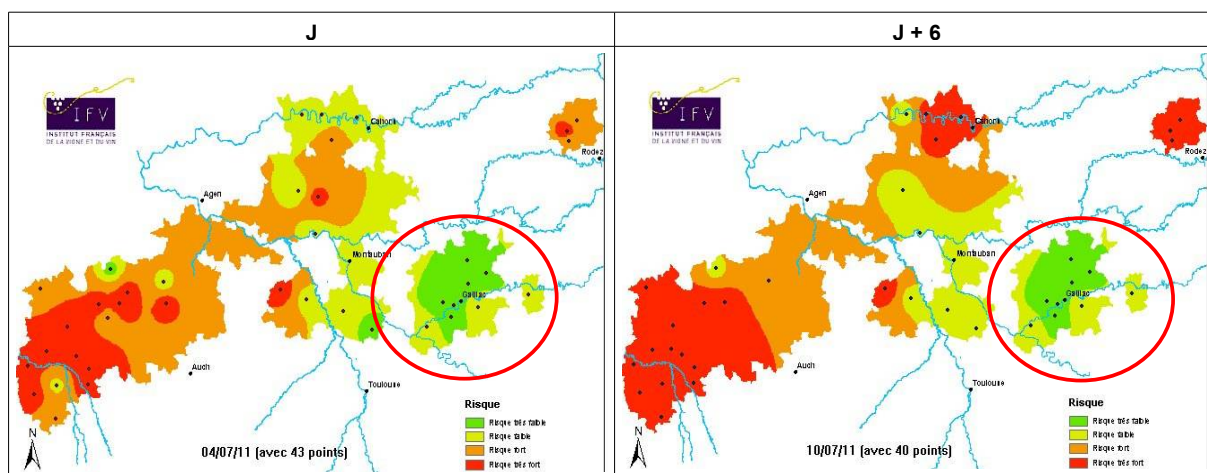 J
J + 6
IFV
INSTITUT FRANÇAIS
DE LA VIGNE ET DU VIN
Cahors
Rodez
Agen
Montauban
Gaillac
Auch
Toulouse
N
04/07/11 (avec 43 points)
Risque
Risque très faible
Risque faible
Risque fort
Risque très fort
IFV
INSTITUT FRANÇAIS
DE LA VIGNE ET DU VIN
Cahors
Rodez
Agen
Montauban
Gaillac
Auch
Toulouse
N
10/07/11 (avec 40 points)
Risque
Risque très faible
Risque faible
Risque fort
Risque très fort